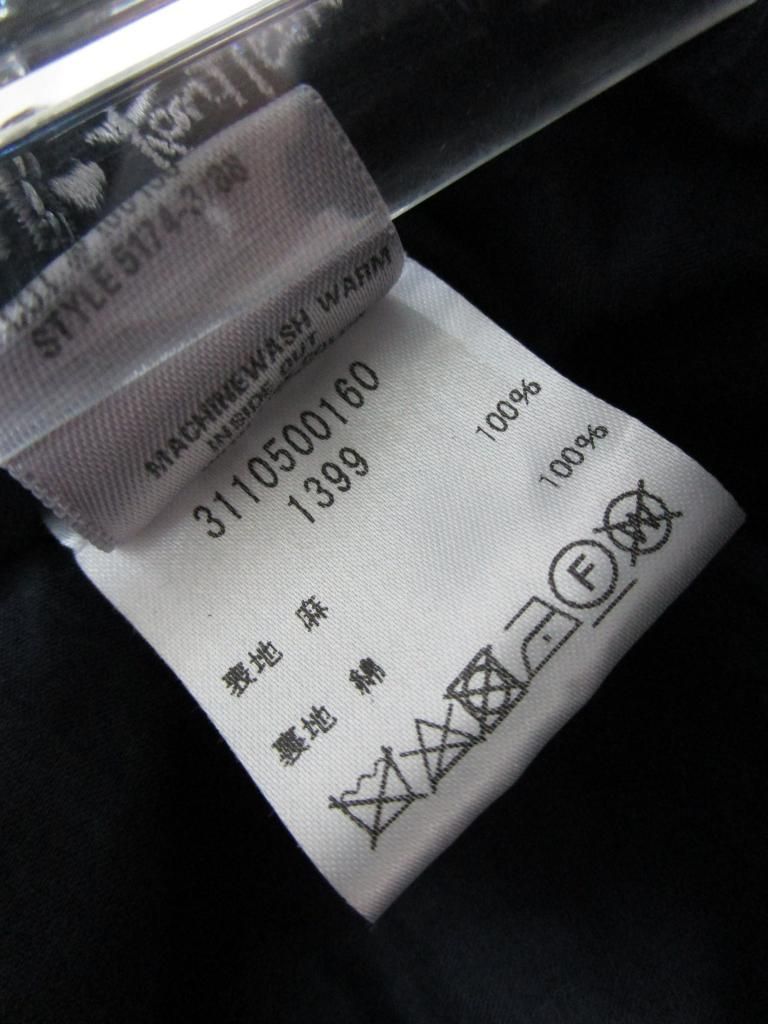 STYLE 5174-3788
MACHINEWASH WARM
INSIDE OUT
3110500160
1399
表地 麻 100%
裏地 綿 100%
F
W